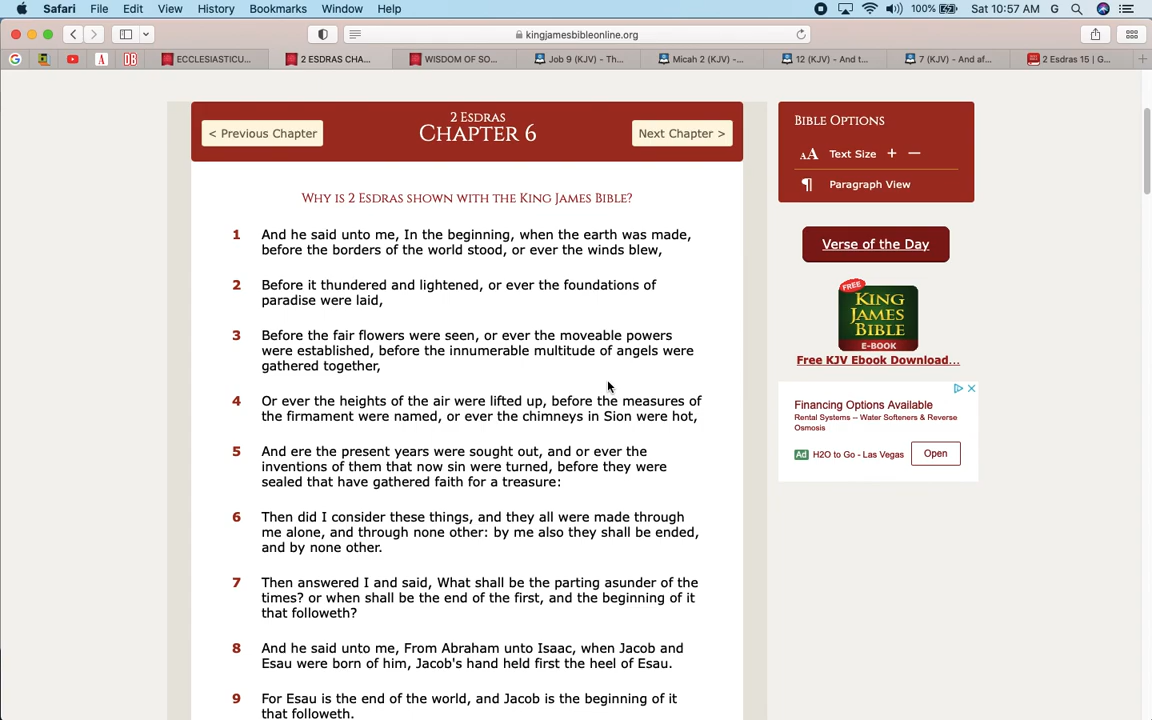 Safari File Edit View History Bookmarks Window Help 100% Sat 10:57 AM G
kingjamesbibleonline.org
ECCLESIASTICU... 2 ESDRAS CHA... WISDOM OF SO... Job 9 (KJV) - Th... Micah 2 (KJV) -... 12 (KJV) - And t... 7 (KJV) - And af... 2 Esdras 15 | G...
2 ESDRAS
< Previous Chapter CHAPTER 6 Next Chapter >
WHY IS 2 ESDRAS SHOWN WITH THE KING JAMES BIBLE?
1 And he said unto me, In the beginning, when the earth was made,
before the borders of the world stood, or ever the winds blew,
2 Before it thundered and lightened, or ever the foundations of
paradise were laid,
3 Before the fair flowers were seen, or ever the moveable powers
were established, before the innumerable multitude of angels were
gathered together,
4 Or ever the heights of the air were lifted up, before the measures of
the firmament were named, or ever the chimneys in Sion were hot,
5 And ere the present years were sought out, and or ever the
inventions of them that now sin were turned, before they were
sealed that have gathered faith for a treasure:
6 Then did I consider these things, and they all were made through
me alone, and through none other: by me also they shall be ended,
and by none other.
7 Then answered I and said, What shall be the parting asunder of the
times? or when shall be the end of the first, and the beginning of it
that followeth?
8 And he said unto me, From Abraham unto Isaac, when Jacob and
Esau were born of him, Jacob's hand held first the heel of Esau.
9 For Esau is the end of the world, and Jacob is the beginning of it
that followeth.
BIBLE OPTIONS
AA Text Size + −
¶ Paragraph View
Verse of the Day
FREE
KING
JAMES
BIBLE
E-BOOK
Free KJV Ebook Download...
Financing Options Available
Rental Systems -- Water Softeners & Reverse
Osmosis
Ad H2O to Go - Las Vegas Open